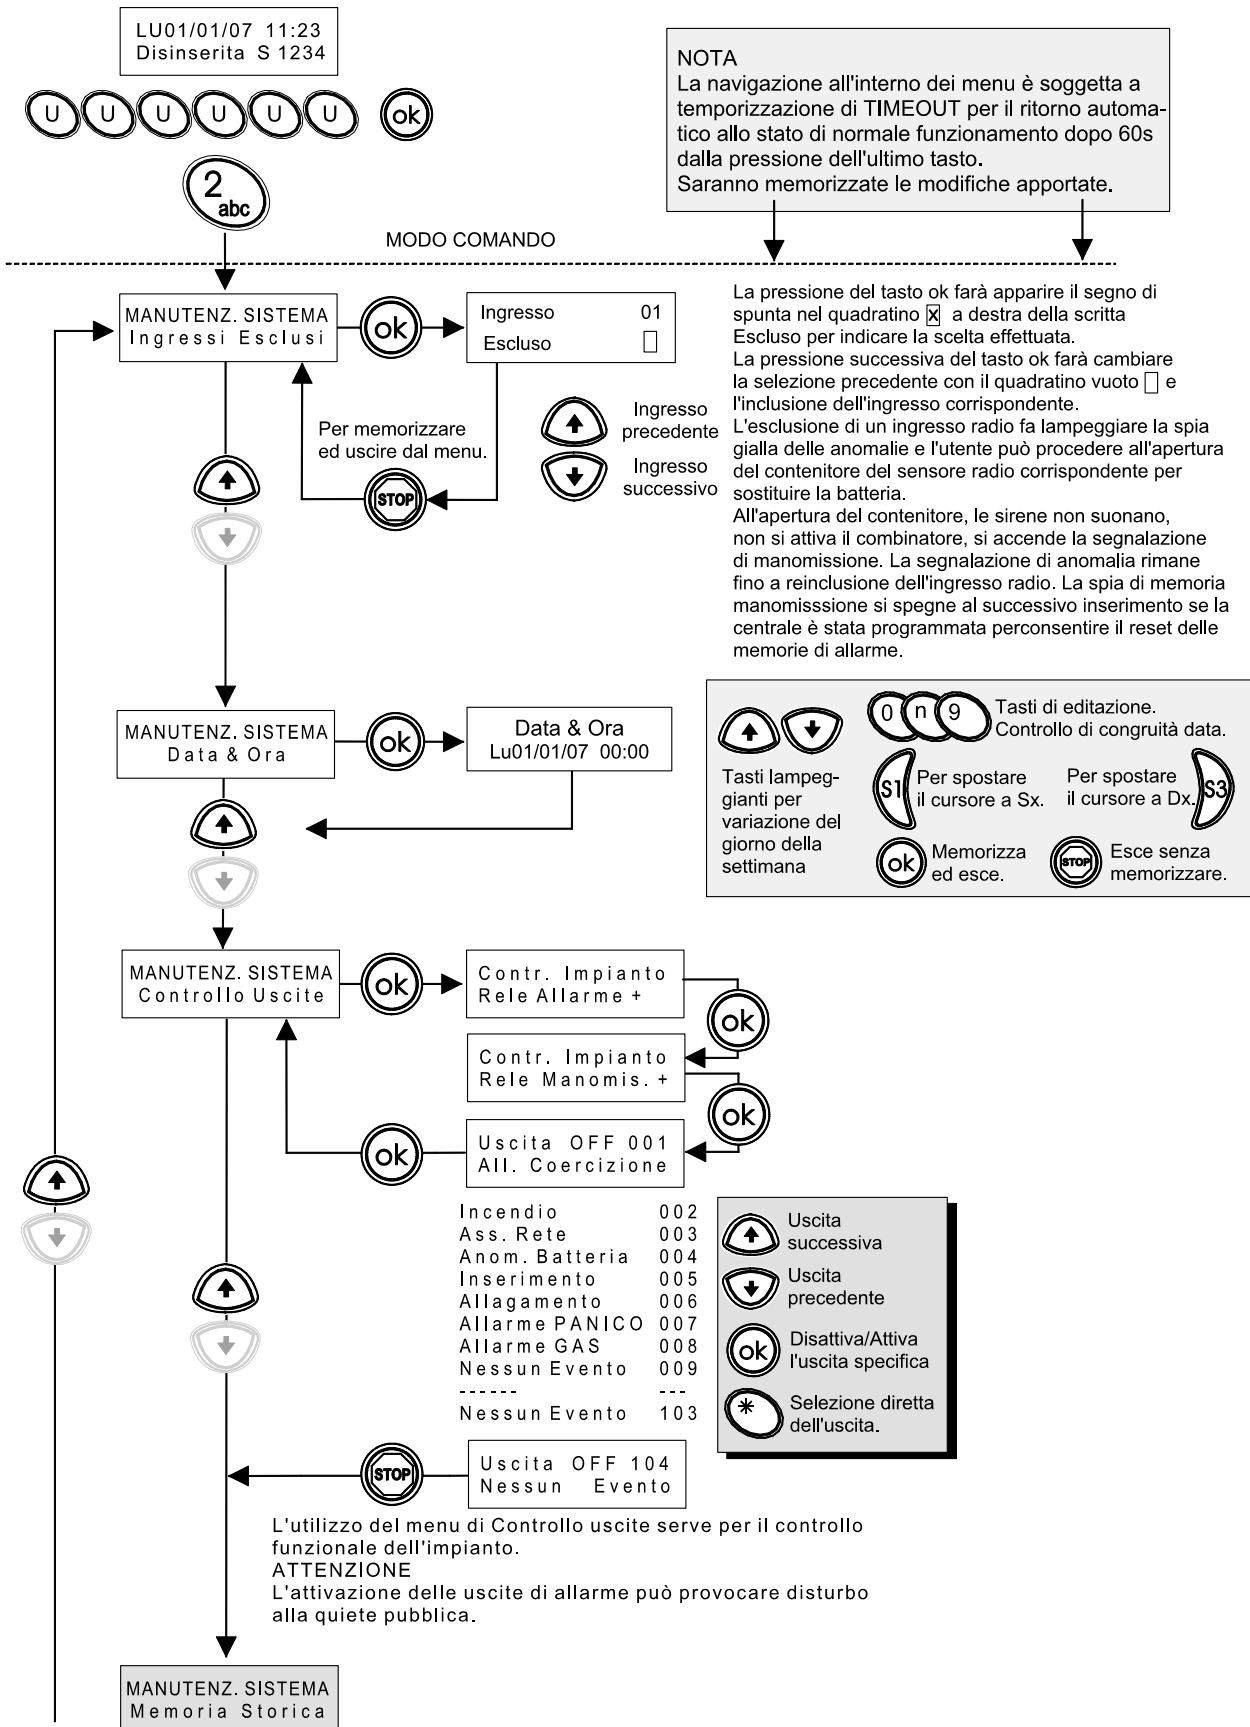 LU01/01/07 11:23
Disinserita S 1234
U U U U U U ok
2
abc
NOTA
La navigazione all'interno dei menu è soggetta a
temporizzazione di TIMEOUT per il ritorno automa-
tico allo stato di normale funzionamento dopo 60s
dalla pressione dell'ultimo tasto.
Saranno memorizzate le modifiche apportate.
MODO COMANDO
MANUTENZ. SISTEMA
Ingressi Esclusi
ok
Ingresso 01
Escluso
Per memorizzare
ed uscire dal menu.
STOP
Ingresso
precedente
Ingresso
successivo
La pressione del tasto ok farà apparire il segno di
spunta nel quadratino X a destra della scritta
Escluso per indicare la scelta effettuata.
La pressione successiva del tasto ok farà cambiare
la selezione precedente con il quadratino vuoto e
l'inclusione dell'ingresso corrispondente.
L'esclusione di un ingresso radio fa lampeggiare la spia
gialla delle anomalie e l'utente può procedere all'apertura
del contenitore del sensore radio corrispondente per
sostituire la batteria.
All'apertura del contenitore, le sirene non suonano,
non si attiva il combinatore, si accende la segnalazione
di manomissione. La segnalazione di anomalia rimane
fino a reinclusione dell'ingresso radio. La spia di memoria
manomisssione si spegne al successivo inserimento se la
centrale è stata programmata perconsentire il reset delle
memorie di allarme.
MANUTENZ. SISTEMA
Data & Ora
ok
Data & Ora
Lu01/01/07 00:00
Tasti lampeg-
gianti per
variazione del
giorno della
settimana
0 n 9
Tasti di editazione.
Controllo di congruità data.
S1
Per spostare
il cursore a Sx.
Per spostare
il cursore a Dx.
S3
ok
Memorizza
ed esce.
STOP
Esce senza
memorizzare.
MANUTENZ. SISTEMA
Controllo Uscite
ok
Contr. Impianto
Rele Allarme +
ok
Contr. Impianto
Rele Manomis. +
ok
Uscita OFF 001
All. Coercizione
ok
Incendio 002
Ass. Rete 003
Anom. Batteria 004
Inserimento 005
Allagamento 006
Allarme PANICO 007
Allarme GAS 008
Nessun Evento 009
------ ---
Nessun Evento 103
Uscita
successiva
Uscita
precedente
ok
Disattiva/Attiva
l'uscita specifica
*
Selezione diretta
dell'uscita.
STOP
Uscita OFF 104
Nessun Evento
L'utilizzo del menu di Controllo uscite serve per il controllo
funzionale dell'impianto.
ATTENZIONE
L'attivazione delle uscite di allarme può provocare disturbo
alla quiete pubblica.
MANUTENZ. SISTEMA
Memoria Storica